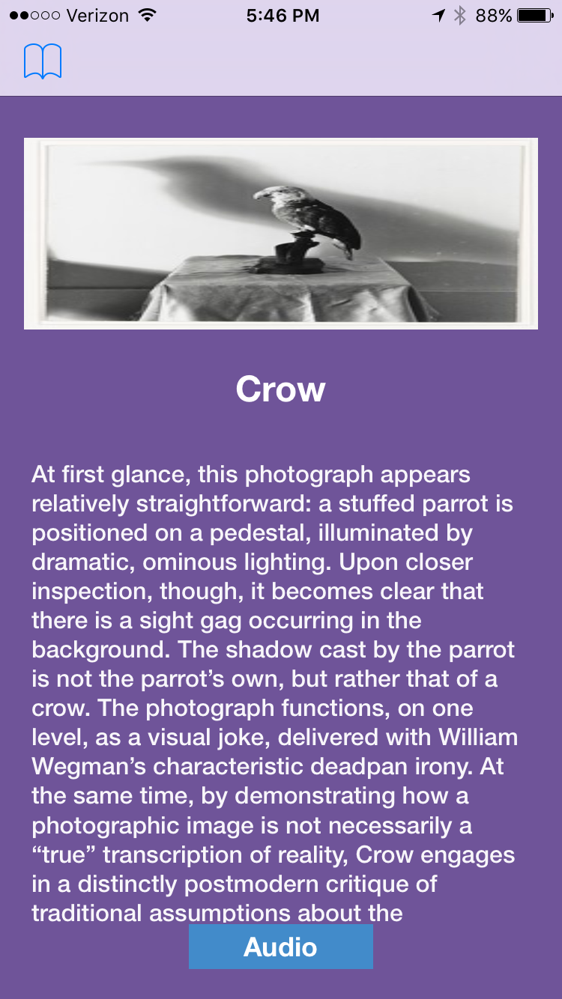 Verizon 5:46 PM 88%
Crow
At first glance, this photograph appears
relatively straightforward: a stuffed parrot is
positioned on a pedestal, illuminated by
dramatic, ominous lighting. Upon closer
inspection, though, it becomes clear that
there is a sight gag occurring in the
background. The shadow cast by the parrot
is not the parrot’s own, but rather that of a
crow. The photograph functions, on one
level, as a visual joke, delivered with William
Wegman’s characteristic deadpan irony. At
the same time, by demonstrating how a
photographic image is not necessarily a
“true” transcription of reality, Crow engages
in a distinctly postmodern critique of
traditional assumptions about the
Audio